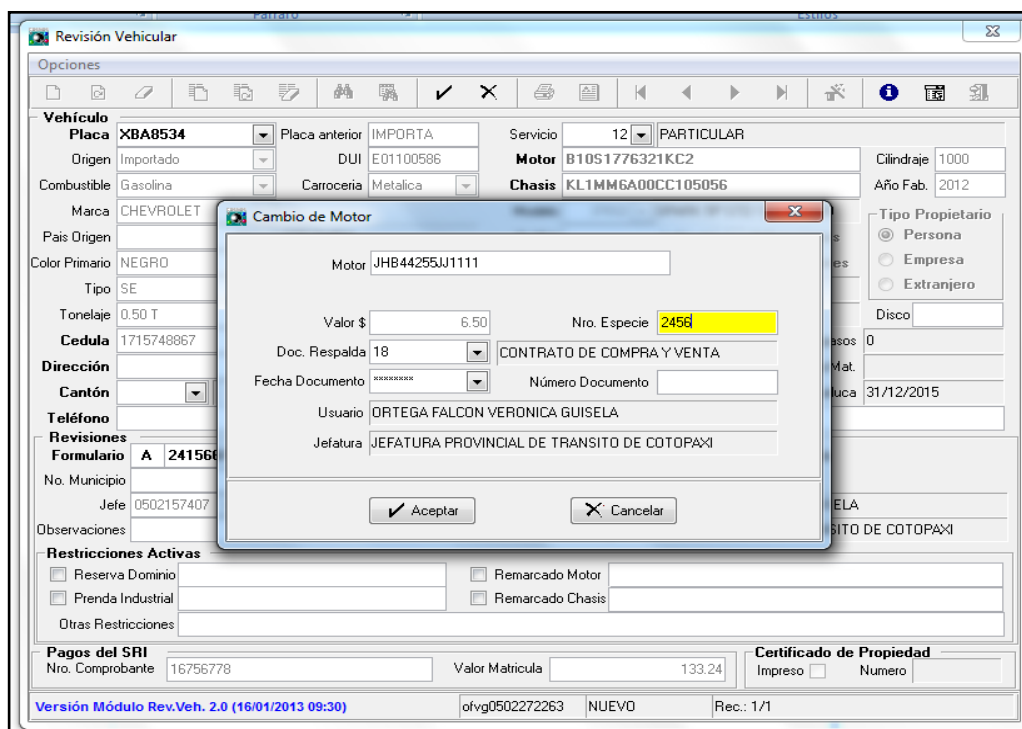 Párrafo Estilos
Revisión Vehicular
Opciones
Vehículo
Placa XBA8534 Placa anterior IMPORTA Servicio 12 PARTICULAR
Origen Importado DUI E01100586 Motor B10S1776321KC2 Cilindraje 1000
Combustible Gasolina Carroceria Metalica Chasis KL1MM6A00CC105056 Año Fab. 2012
Marca CHEVROLET
Tipo Propietario
Cambio de Motor
Pais Origen Persona
Motor JHB44255JJ1111
Color Primario NEGRO es Empresa
Tipo SE Extranjero
Tonelaje 0.50 T Valor $ 6.50 Nro. Especie 2456 Disco
Cedula 1715748867 Doc. Respalda 18 CONTRATO DE COMPRA Y VENTA asos 0
Dirección Mat.
Fecha Documento ******** Número Documento
Cantón luca 31/12/2015
Usuario ORTEGA FALCON VERONICA GUISELA
Teléfono
Jefatura JEFATURA PROVINCIAL DE TRANSITO DE COTOPAXI
Revisiones
Formulario A 241566
No. Municipio
Jefe 0502157407 Aceptar Cancelar ELA
Observaciones SITO DE COTOPAXI
Restricciones Activas
Reserva Dominio Remarcado Motor
Prenda Industrial Remarcado Chasis
Otras Restricciones
Pagos del SRI Certificado de Propiedad
Nro. Comprobante 16756778 Valor Matricula 133.24 Impreso Numero
Versión Módulo Rev.Veh. 2.0 (16/01/2013 09:30) ofvg0502272263 NUEVO Rec.: 1/1